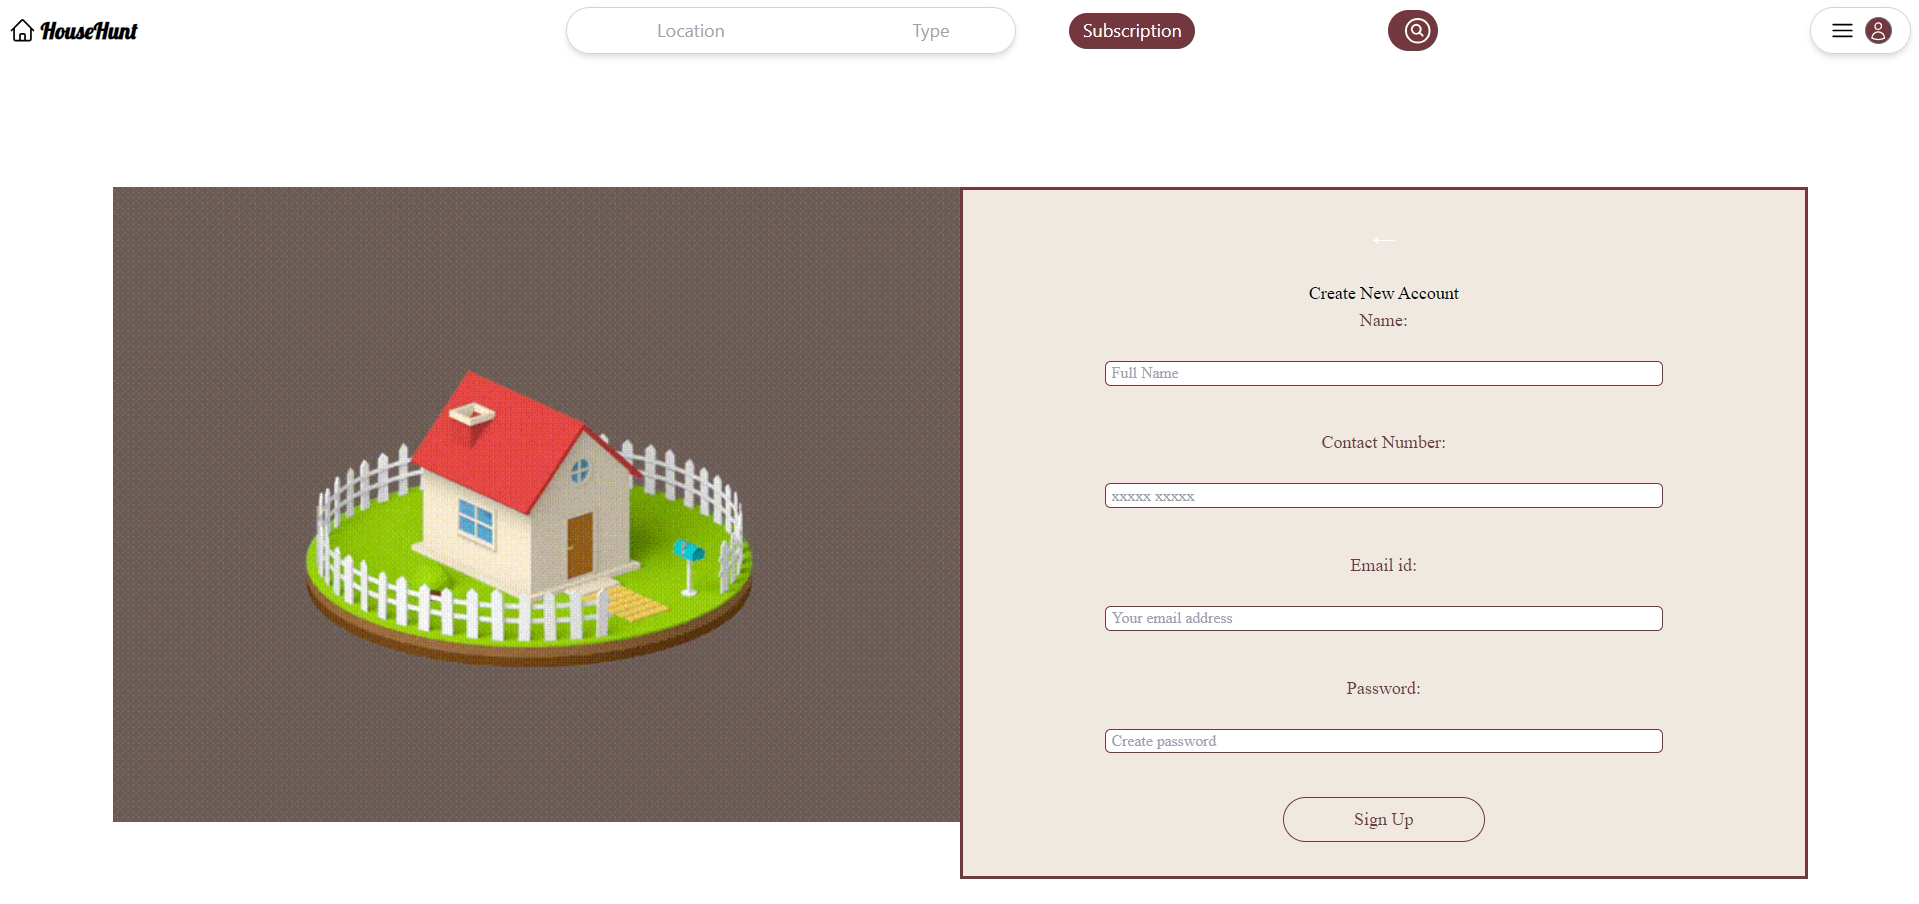 HouseHunt
Location Type Subscription
Create New Account
Name:
Full Name
Contact Number:
xxxxx xxxxx
Email id:
Your email address
Password:
Create password
Sign Up